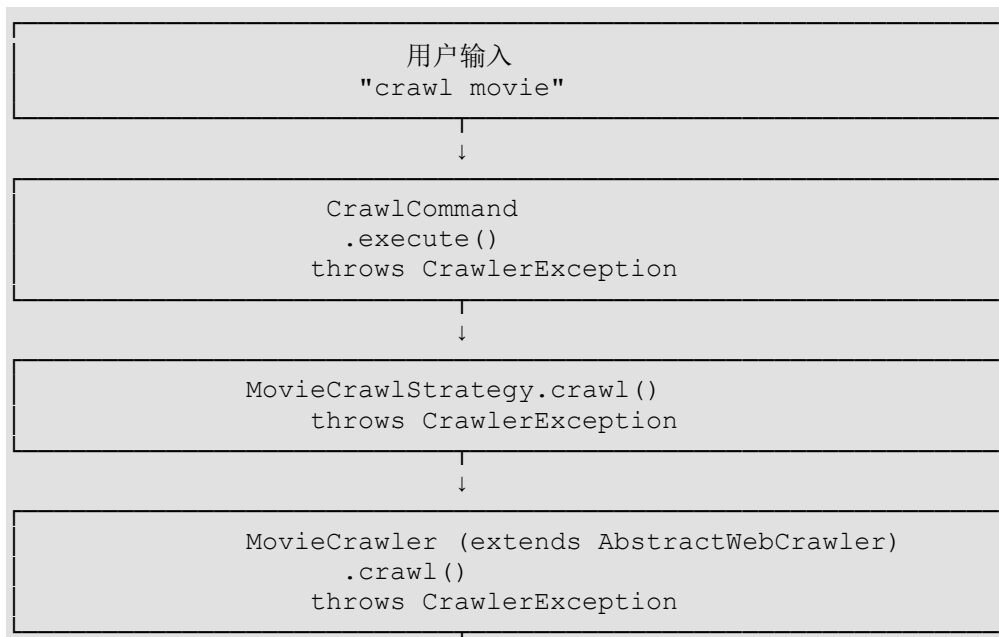 用户输入
"crawl movie"
↓
CrawlCommand
.execute()
throws CrawlerException
↓
MovieCrawlStrategy.crawl()
throws CrawlerException
↓
MovieCrawler (extends AbstractWebCrawler)
.crawl()
throws CrawlerException